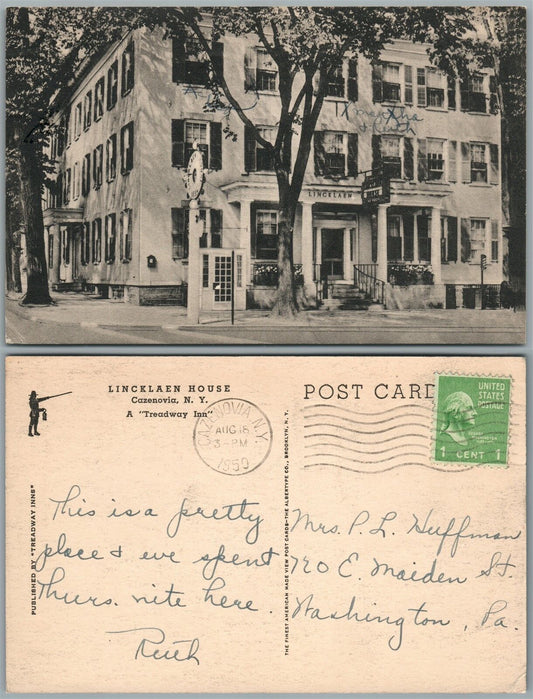 LINCKLAEN
LINCKLAEN HOUSE
Cazenovia, N. Y.
A "Treadway Inn"
POST CARD
CAZENOVIA, N.Y.
AUG 18
3-PM
1950
UNITED STATES POSTAGE
1 CENT 1
This is a pretty
place & we spent
Thurs. nite here.
Ruth
Mrs. P. L. Huffman
720 E. Maiden St.
Washington, Pa.
PUBLISHED BY "TREADWAY INNS"
THE FINEST AMERICAN MADE VIEW POST CARDS—THE ALBERTYPE CO., BROOKLYN, N. Y.